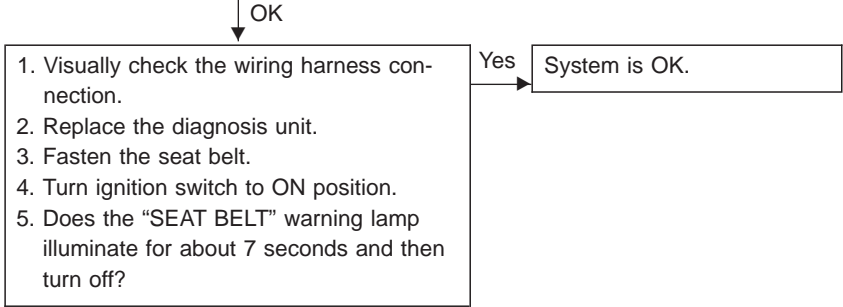 OK
1. Visually check the wiring harness con-
nection.
2. Replace the diagnosis unit.
3. Fasten the seat belt.
4. Turn ignition switch to ON position.
5. Does the “SEAT BELT” warning lamp
illuminate for about 7 seconds and then
turn off?
Yes
System is OK.